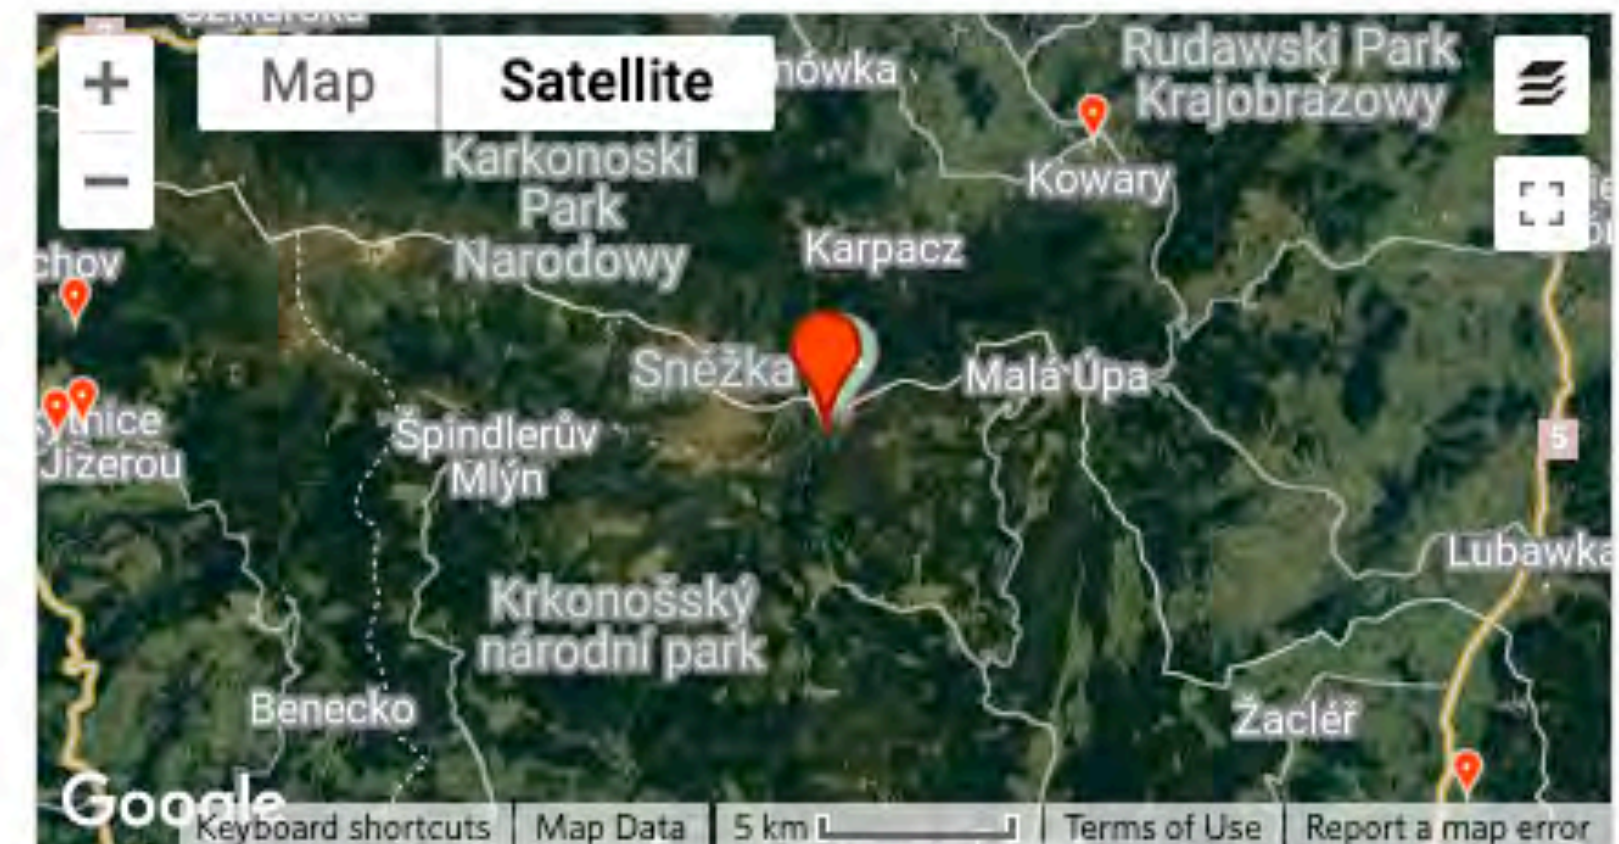 Map
Satellite
Rudawski Park
Krajobrazowy
Kowary
Karkonoski
Park
Narodowy
Karpacz
chov
Sněžka
Malá Úpa
Jizerou
Špindlerův
Mlýn
5
Lubawka
Krkonošský
národní park
Benecko
Žacléř
Google
Keyboard shortcuts
Map Data
5 km
Terms of Use
Report a map error